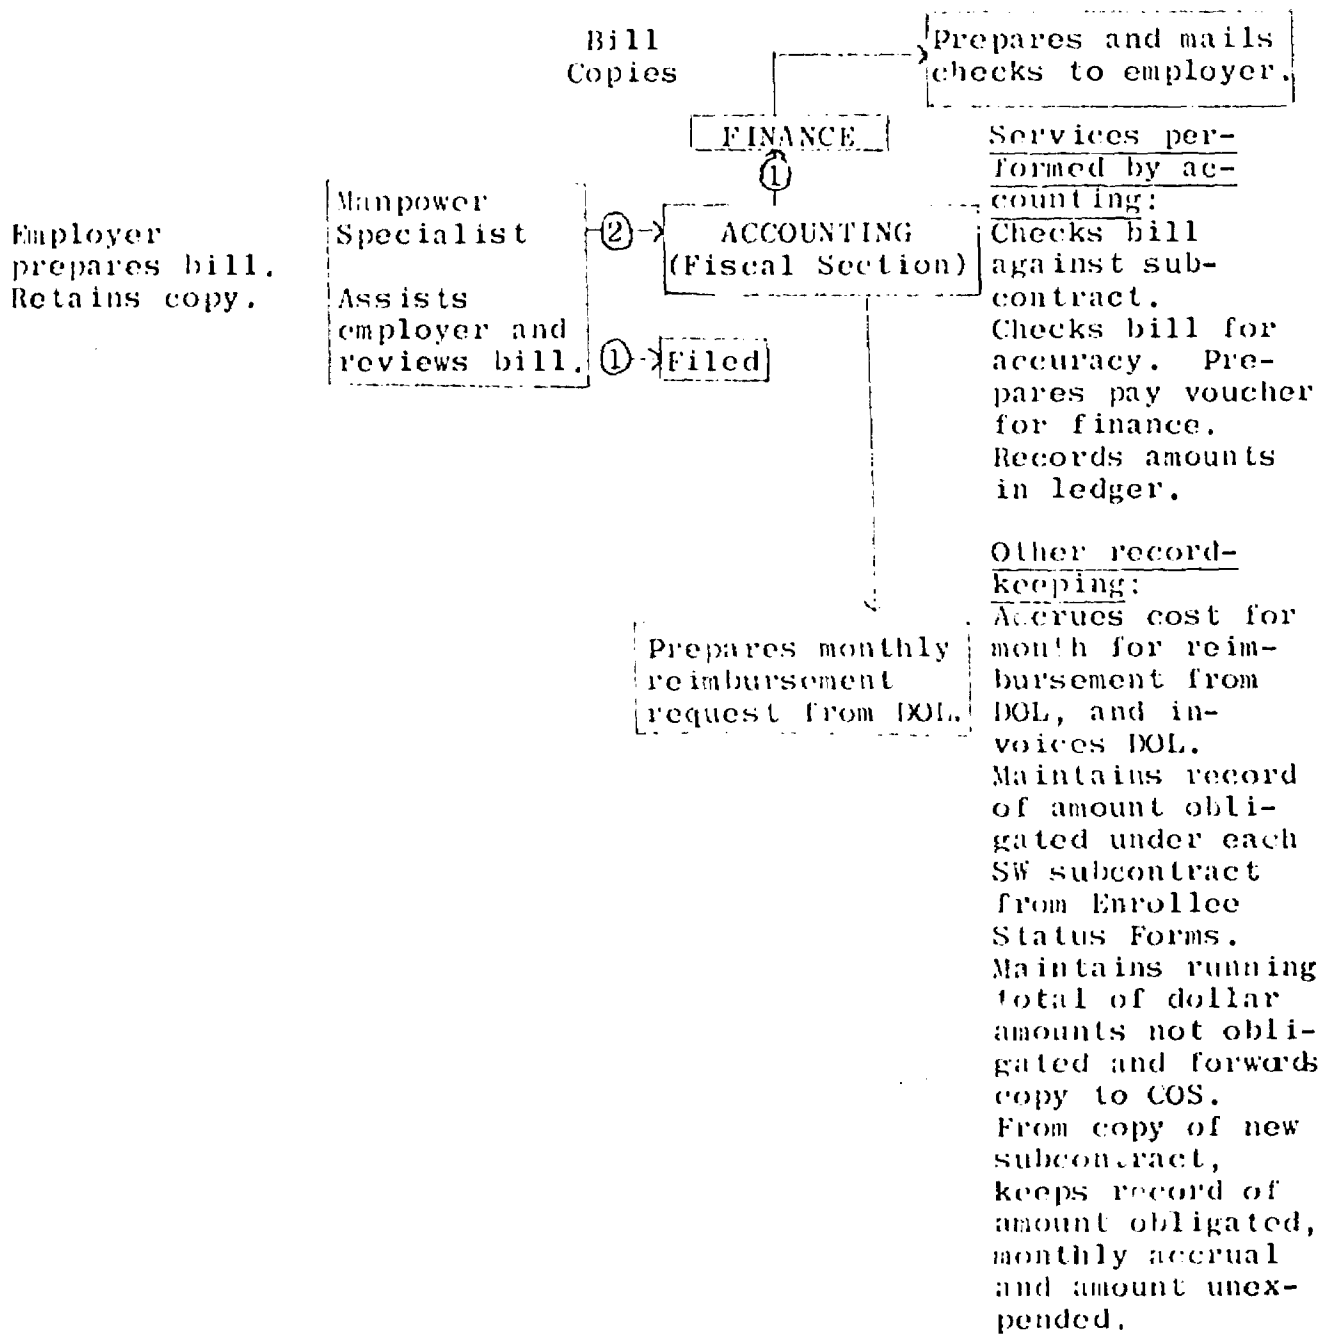 Bill
Copies
Prepares and mails
checks to employer.
FINANCE
1
Employer
prepares bill.
Retains copy.
Manpower
Specialist
Assists
employer and
reviews bill.
2
ACCOUNTING
(Fiscal Section)
1
Filed
Prepares monthly
reimbursement
request from DOL.
Services per-
formed by ac-
counting:
Checks bill
against sub-
contract.
Checks bill for
accuracy. Pre-
pares pay voucher
for finance.
Records amounts
in ledger.
Other record-
keeping:
Accrues cost for
month for reim-
bursement from
DOL, and in-
voices DOL.
Maintains record
of amount obli-
gated under each
SW subcontract
from Enrollee
Status Forms.
Maintains running
total of dollar
amounts not obli-
gated and forwards
copy to COS.
From copy of new
subcontract,
keeps record of
amount obligated,
monthly accrual
and amount unex-
pended.